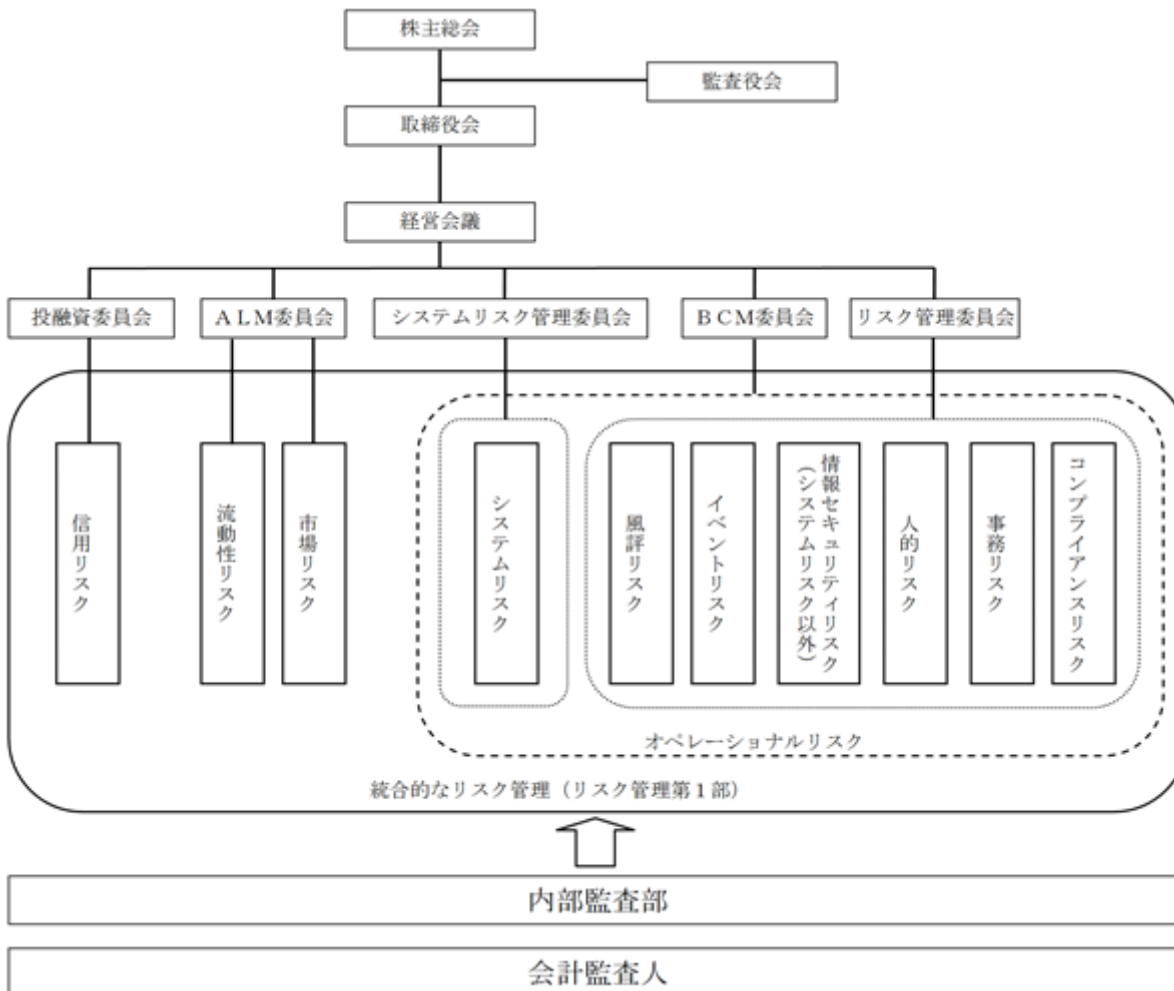 株主総会
監査役会
取締役会
経営会議
投融資委員会
ＡＬＭ委員会
システムリスク管理委員会
ＢＣＭ委員会
リスク管理委員会
信用リスク
流動性リスク
市場リスク
システムリスク
風評リスク
イベントリスク
情報セキュリティリスク
（システムリスク以外）
人的リスク
事務リスク
コンプライアンスリスク
オペレーショナルリスク
統合的なリスク管理（リスク管理第１部）
内部監査部
会計監査人